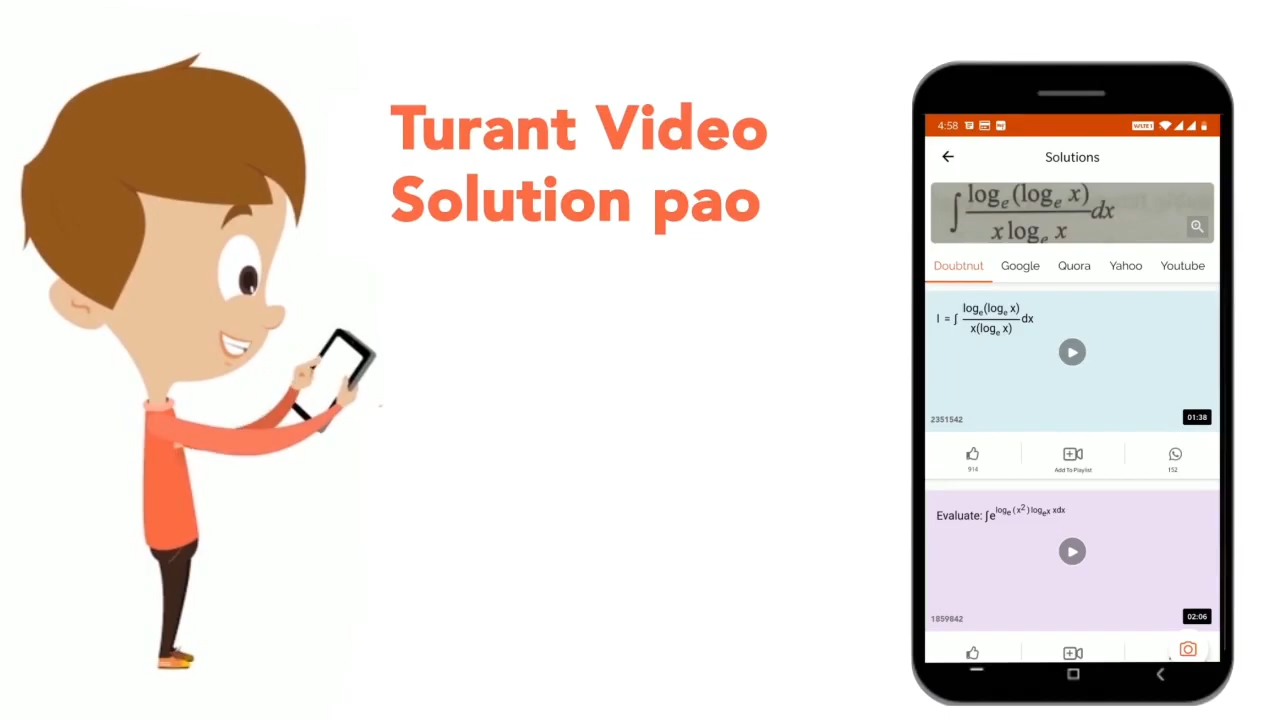 Turant Video
Solution pao
4:58
Solutions
∫ logₑ(logₑ x) / x logₑ x dx
Doubtnut Google Quora Yahoo Youtube
I = ∫ logₑ(logₑ x) / x(logₑ x) dx
2351542 01:38
914 Add To Playlist 152
Evaluate: ∫e^logₑ(x²)logₑx xdx
1859842 02:06